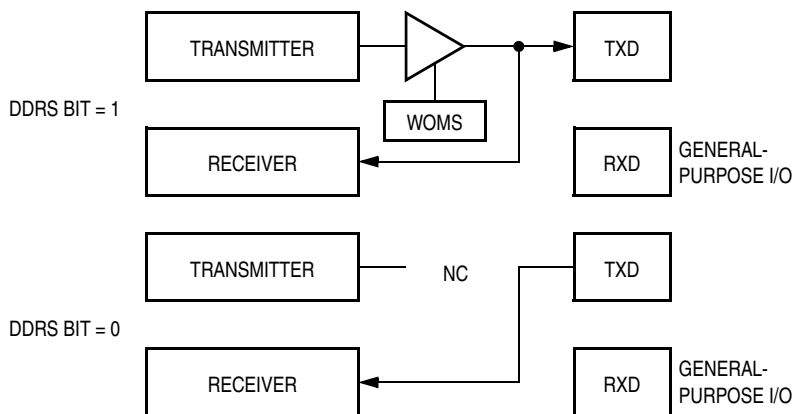 TRANSMITTER
TXD
DDRS BIT = 1
WOMS
RECEIVER
RXD
GENERAL-
PURPOSE I/O
TRANSMITTER
NC
TXD
DDRS BIT = 0
RECEIVER
RXD
GENERAL-
PURPOSE I/O